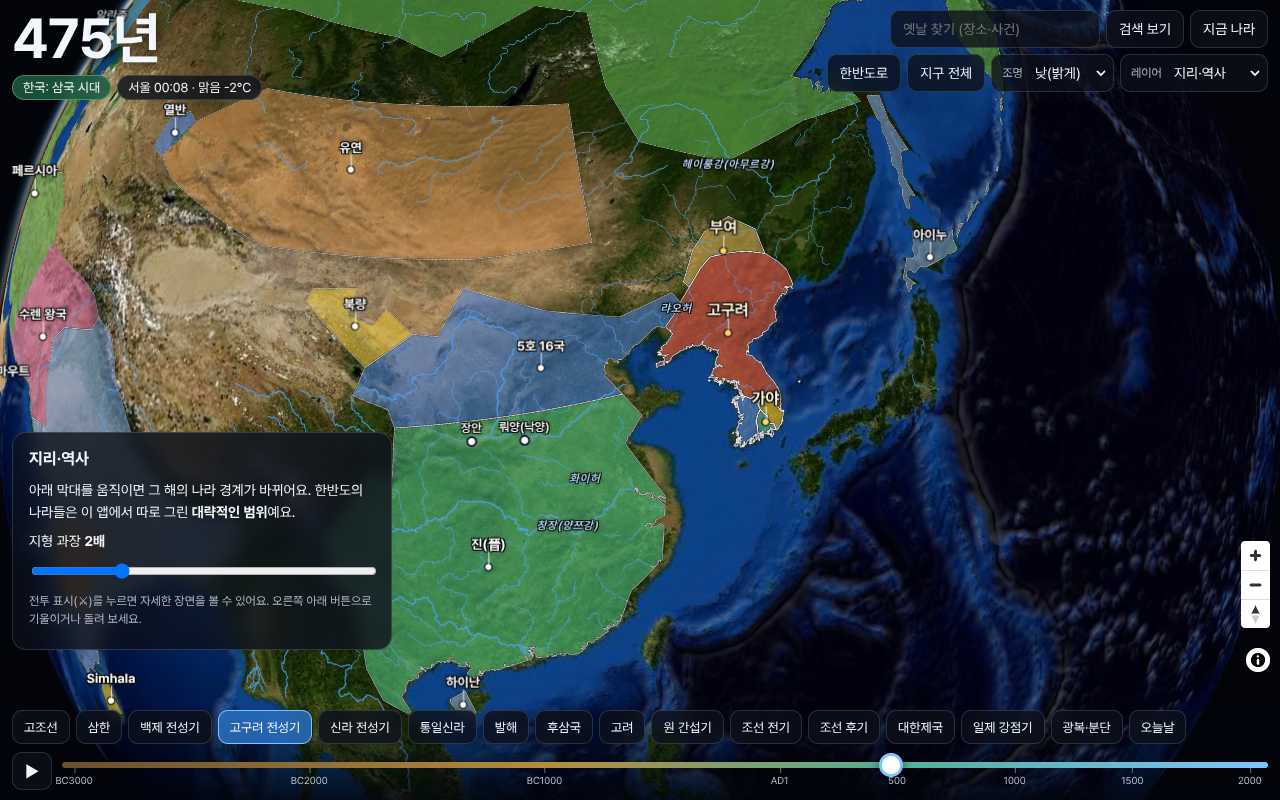 475년
한국: 삼국 시대
서울 00:08 · 맑음 -2°C
옛날 찾기 (장소·사건)
검색 보기
지금 나라
한반도로
지구 전체
조명 낮(밝게)
레이어 지리·역사
열반
유연
페르시아
헤이룽강(아무르강)
부여
아이누
수렌 왕국
북량
라오허
고구려
5호 16국
가야
장안
뤄양(낙양)
화이허
창장(양쯔강)
진(晉)
지리·역사
아래 막대를 움직이면 그 해의 나라 경계가 바뀌어요. 한반도의
나라들은 이 앱에서 따로 그린 대략적인 범위예요.
지형 과장 2배
전투 표시(⚔)를 누르면 자세한 장면을 볼 수 있어요. 오른쪽 아래 버튼으로
기울이거나 돌려 보세요.
Simhala
하이난
고조선
삼한
백제 전성기
고구려 전성기
신라 전성기
통일신라
발해
후삼국
고려
원 간섭기
조선 전기
조선 후기
대한제국
일제 강점기
광복·분단
오늘날
BC3000
BC2000
BC1000
AD1
500
1000
1500
2000